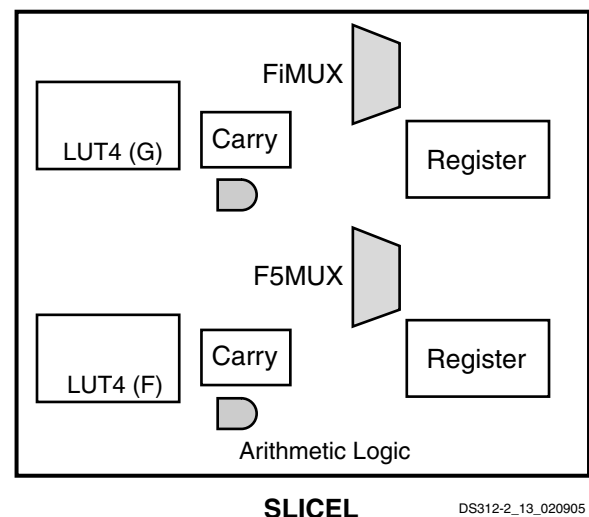 FiMUX
LUT4 (G)
Carry
Register
F5MUX
LUT4 (F)
Carry
Register
Arithmetic Logic
SLICEL
DS312-2_13_020905